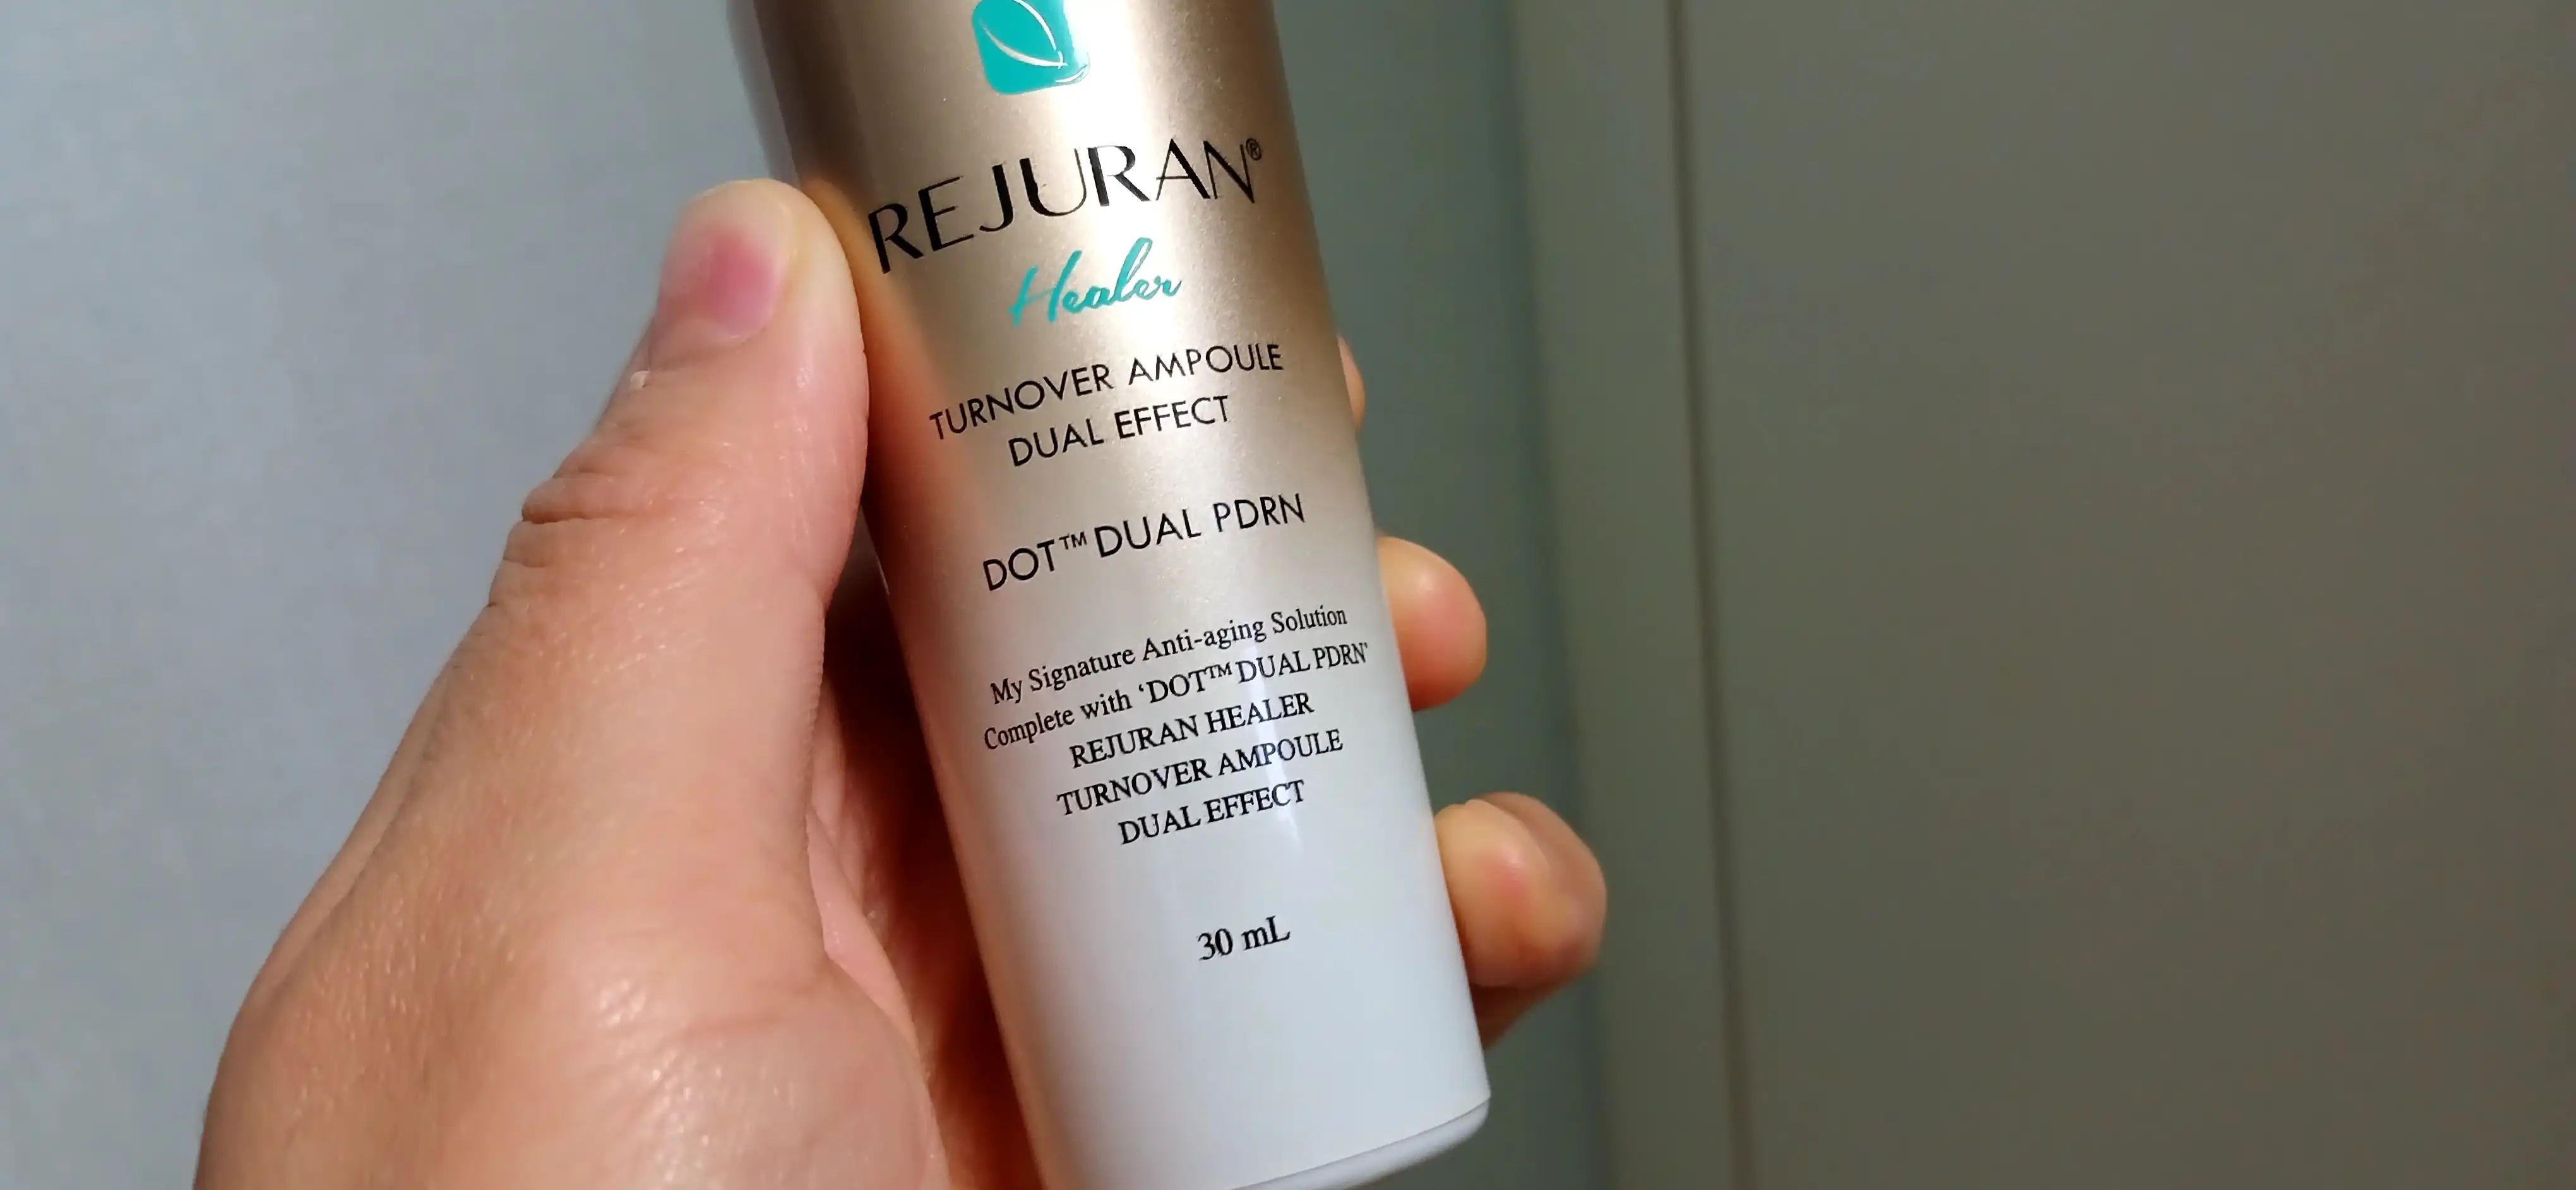 REJURAN®
Healer
TURNOVER AMPOULE
DUAL EFFECT
DOT™ DUAL PDRN
My Signature Anti-aging Solution
Complete with ‘DOT™ DUAL PDRN’
REJURAN HEALER
TURNOVER AMPOULE
DUAL EFFECT
30 mL